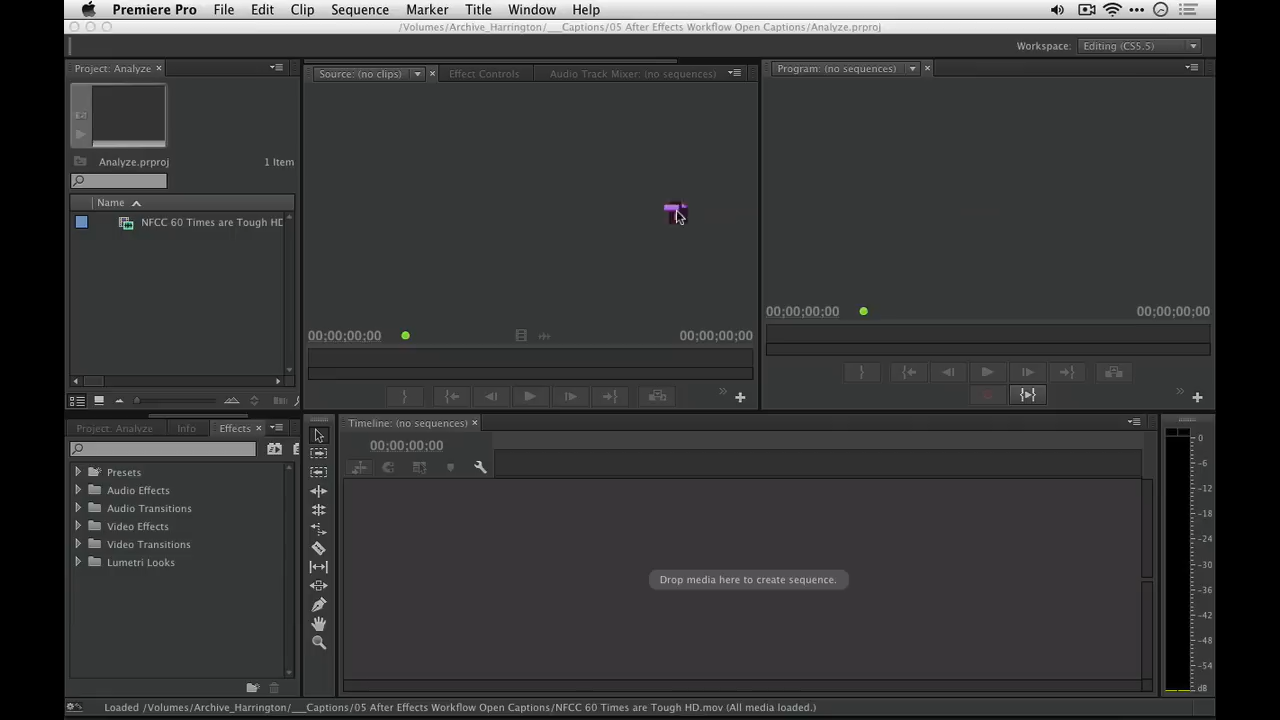 Premiere Pro File Edit Clip Sequence Marker Title Window Help
/Volumes/Archive_Harrington/___Captions/05 After Effects Workflow Open Captions/Analyze.prproj
Workspace: Editing (CS5.5)
Project: Analyze
Source: (no clips) Effect Controls Audio Track Mixer: (no sequences)
Program: (no sequences)
Analyze.prproj 1 Item
Name
NFCC 60 Times are Tough HD
00;00;00;00 00;00;00;00
00;00;00;00 00;00;00;00
Project: Analyze Info Effects
Timeline: (no sequences)
00;00;00;00
Presets
Audio Effects
Audio Transitions
Video Effects
Video Transitions
Lumetri Looks
Drop media here to create sequence.
0
-6
-12
-18
-24
-30
-36
-42
-48
-54
dB
Loaded /Volumes/Archive_Harrington/___Captions/05 After Effects Workflow Open Captions/NFCC 60 Times are Tough HD.mov (All media loaded.)